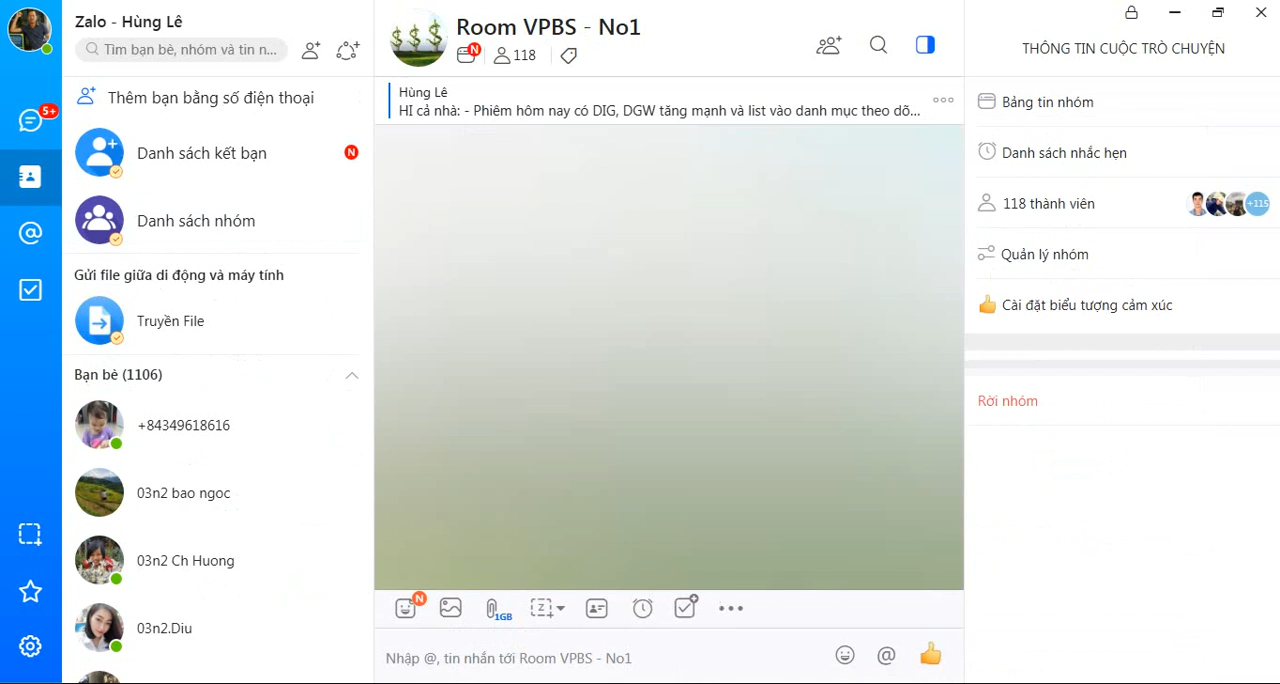 Zalo - Hùng Lê
Tìm bạn bè, nhóm và tin n...
5+
Thêm bạn bằng số điện thoại
Danh sách kết bạn
N
Danh sách nhóm
Gửi file giữa di động và máy tính
Truyền File
Bạn bè (1106)
+84349618616
03n2 bao ngoc
03n2 Ch Huong
03n2.Diu
Room VPBS - No1
N
118
Hùng Lê
HI cả nhà: - Phiêm hôm nay có DIG, DGW tăng mạnh và list vào danh mục theo dõ...
N
1GB
Z
Nhập @, tin nhắn tới Room VPBS - No1
@
THÔNG TIN CUỘC TRÒ CHUYỆN
Bảng tin nhóm
Danh sách nhắc hẹn
118 thành viên
+115
Quản lý nhóm
Cài đặt biểu tượng cảm xúc
Rời nhóm